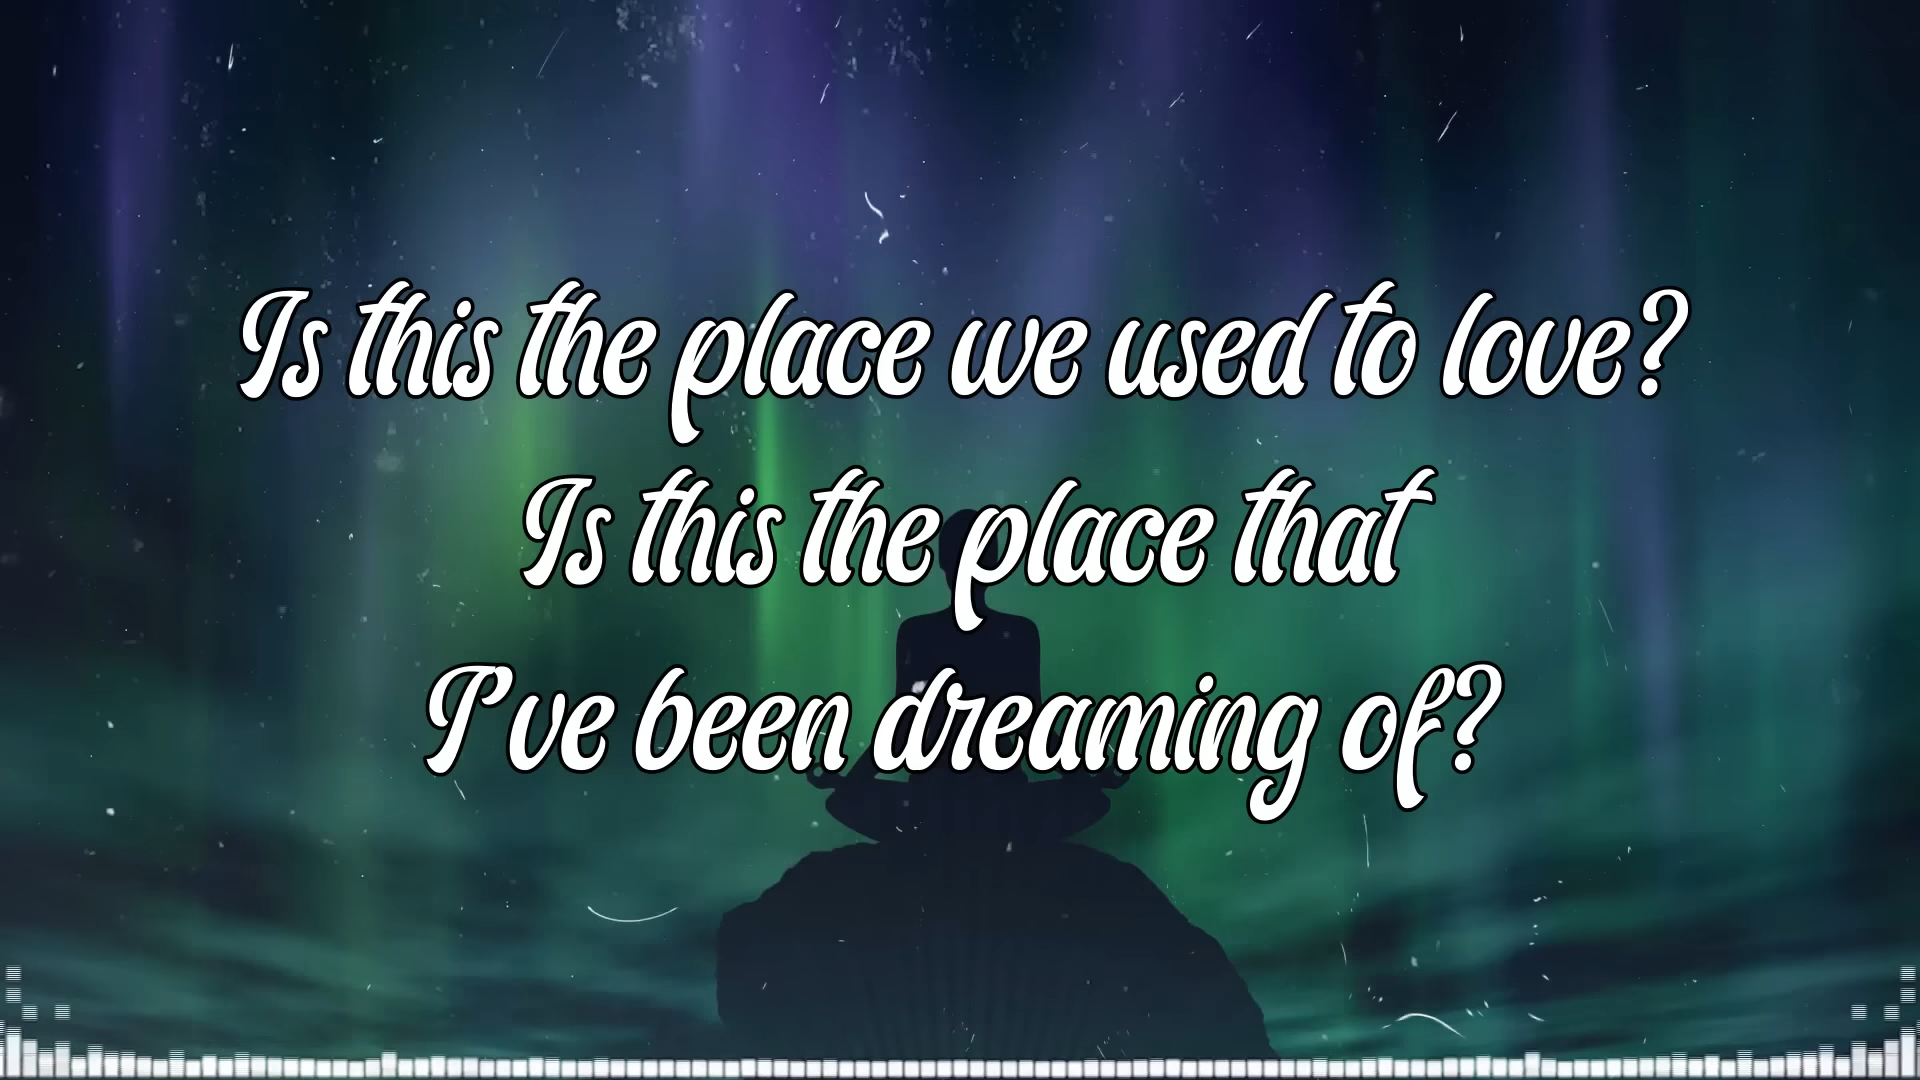 Is this the place we used to love?
Is this the place that
I've been dreaming of?